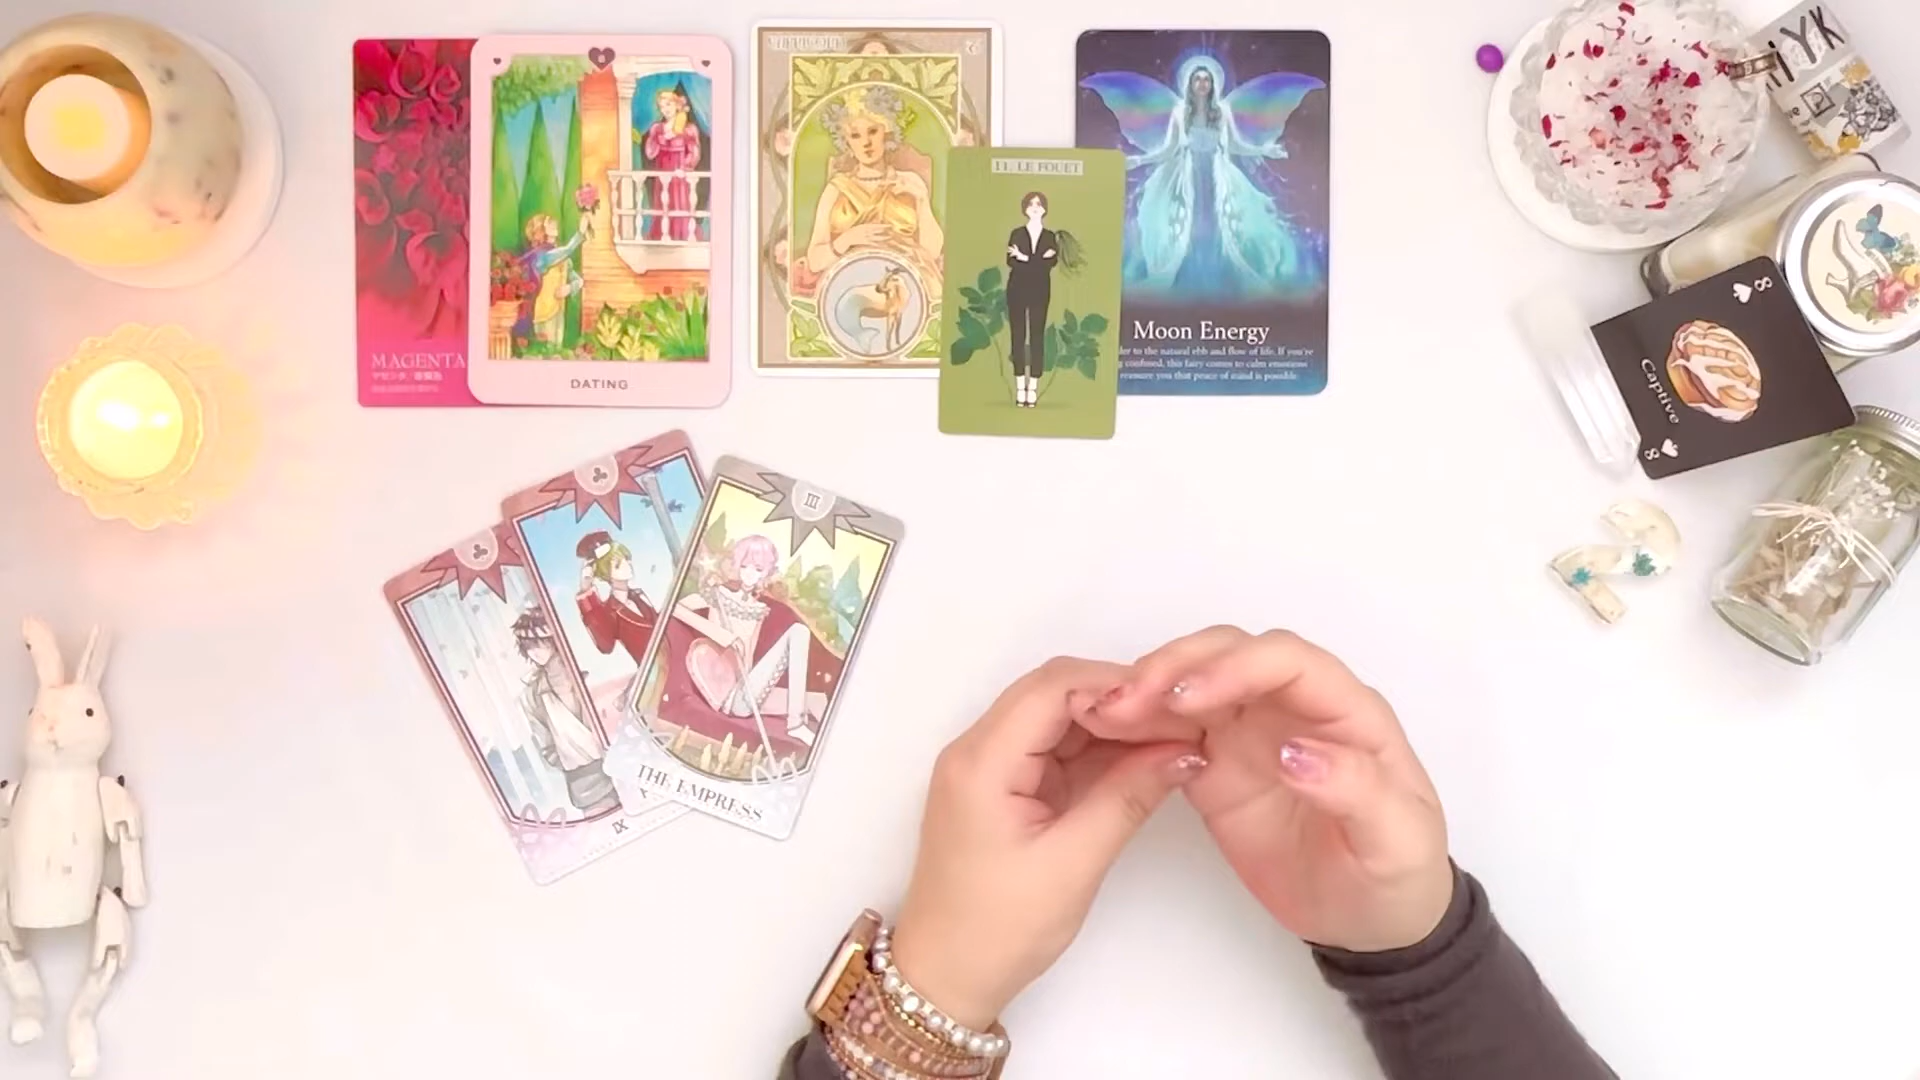 MAGENTA
DATING
11. LE FOUET
Moon Energy
der to the natural ebb and flow of life. If you're
confused, this fairy comes to calm emotions
reassure you that peace of mind is possible
8
Captive
8
III
THE EMPRESS
IX